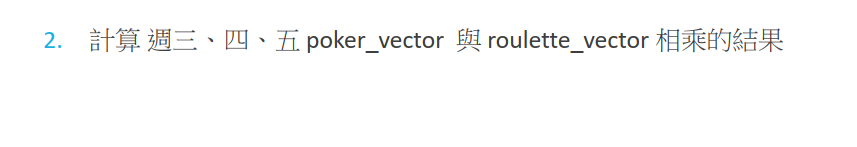 2. 計算 週三、四、五 poker_vector 與 roulette_vector 相乘的結果